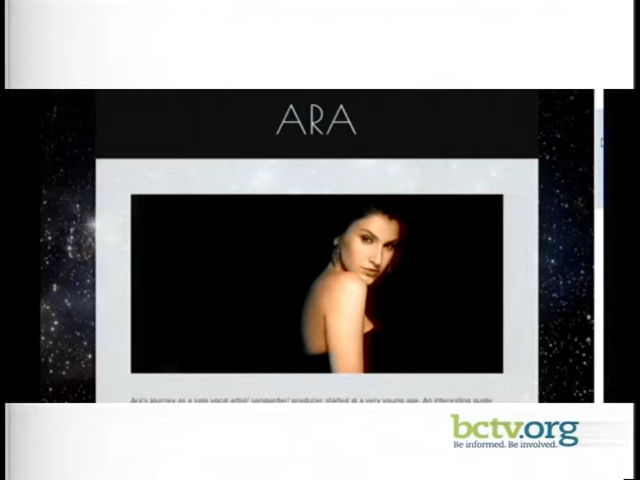 ARA
Ara's journey as a solo vocal artist/ songwriter/ producer started at a very young age. An interesting quote
bctv.org
Be informed. Be involved.